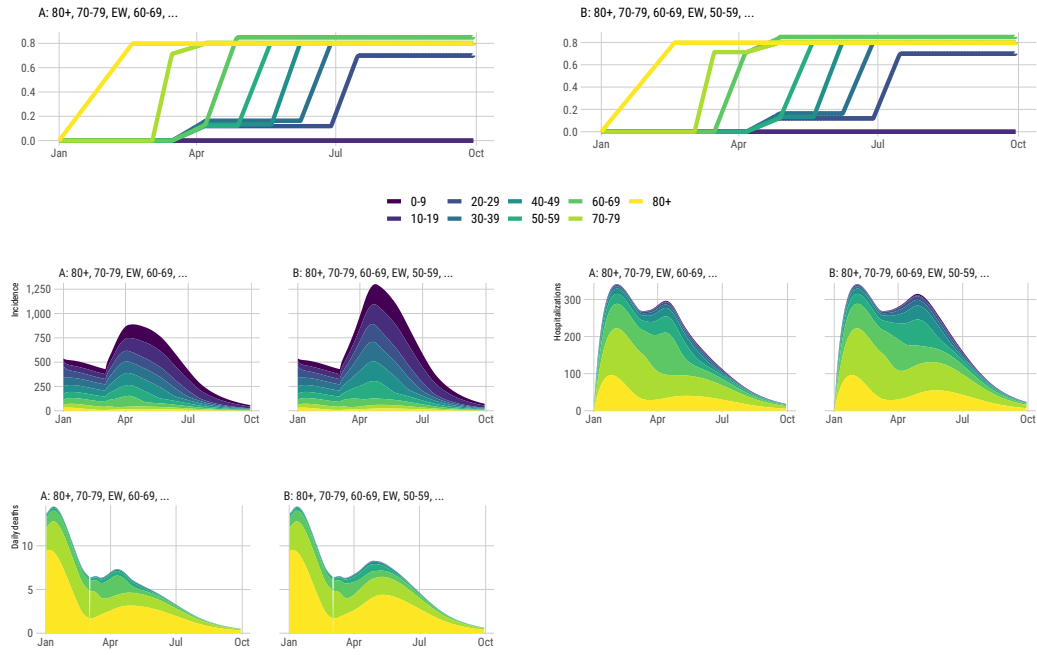 A: 80+, 70-79, EW, 60-69, ...
B: 80+, 70-79, 60-69, EW, 50-59, ...
0.8
0.6
0.4
0.2
0.0
Jan Apr Jul Oct
0.8
0.6
0.4
0.2
0.0
Jan Apr Jul Oct
0-9 20-29 40-49 60-69 80+
10-19 30-39 50-59 70-79
A: 80+, 70-79, EW, 60-69, ...
B: 80+, 70-79, 60-69, EW, 50-59, ...
Incidence
1,250
1,000
750
500
250
0
Jan Apr Jul Oct
Jan Apr Jul Oct
A: 80+, 70-79, EW, 60-69, ...
B: 80+, 70-79, 60-69, EW, 50-59, ...
Hospitalizations
300
200
100
0
Jan Apr Jul Oct
Jan Apr Jul Oct
A: 80+, 70-79, EW, 60-69, ...
B: 80+, 70-79, 60-69, EW, 50-59, ...
Daily deaths
10
5
0
Jan Apr Jul Oct
Jan Apr Jul Oct